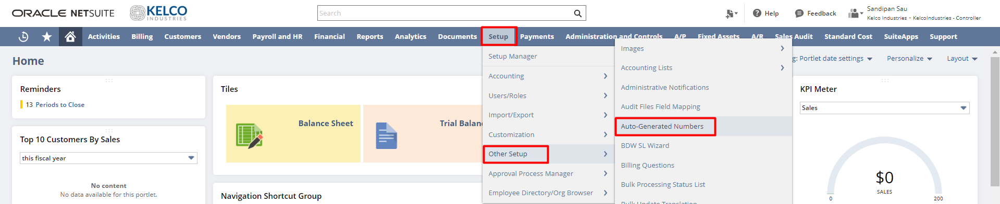 ORACLE NETSUITE
KELCO
INDUSTRIES
Search
Help
Feedback
Sandipan Sau
Kelco Industries - KelcoIndustries - Controller
Activities Billing Customers Vendors Payroll and HR Financial Reports Analytics Documents Setup Payments Administration and Controls A/P Fixed Assets A/R Sales Audit Standard Cost SuiteApps Support
Home
g: Portlet date settings Personalize Layout
Reminders
13 Periods to Close
Top 10 Customers By Sales
this fiscal year
No content
No data available for this portlet.
Tiles
Balance Sheet
Trial Balanc
Navigation Shortcut Group
Setup Manager
Accounting
Users/Roles
Import/Export
Customization
Other Setup
Approval Process Manager
Employee Directory/Org Browser
Images
Accounting Lists
Administrative Notifications
Audit Files Field Mapping
Auto-Generated Numbers
BDW SL Wizard
Billing Questions
Bulk Processing Status List
Bulk Update Translation
KPI Meter
Sales
$0
SALES
0 200